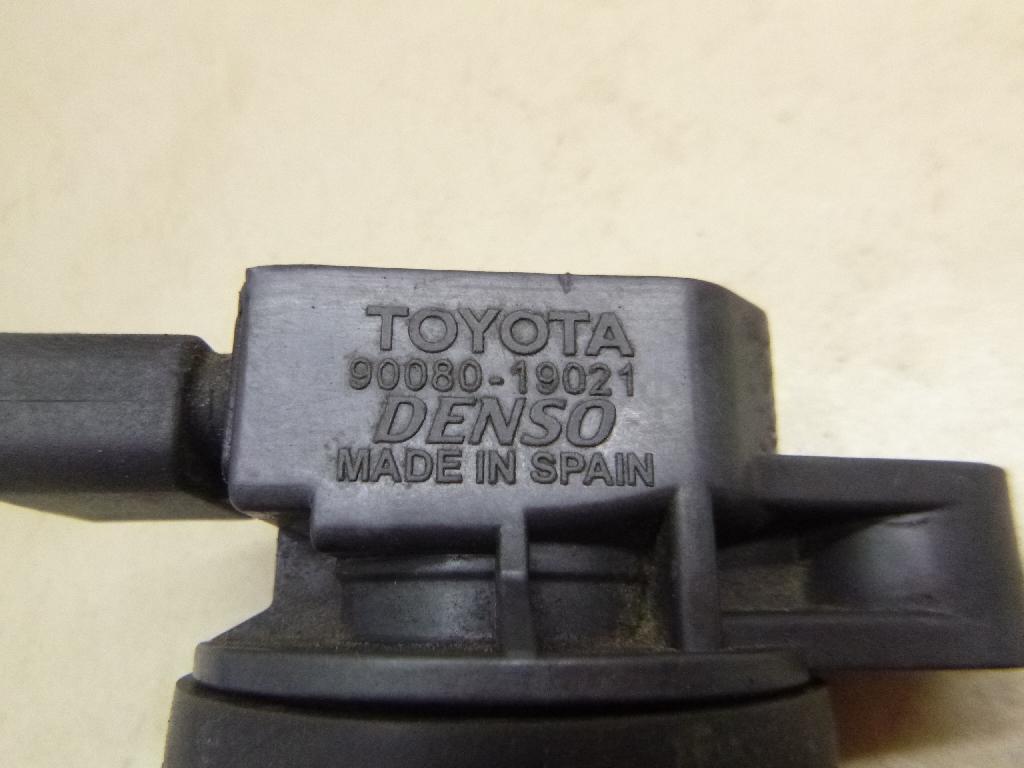 TOYOTA
90080-19021
DENSO
MADE IN SPAIN